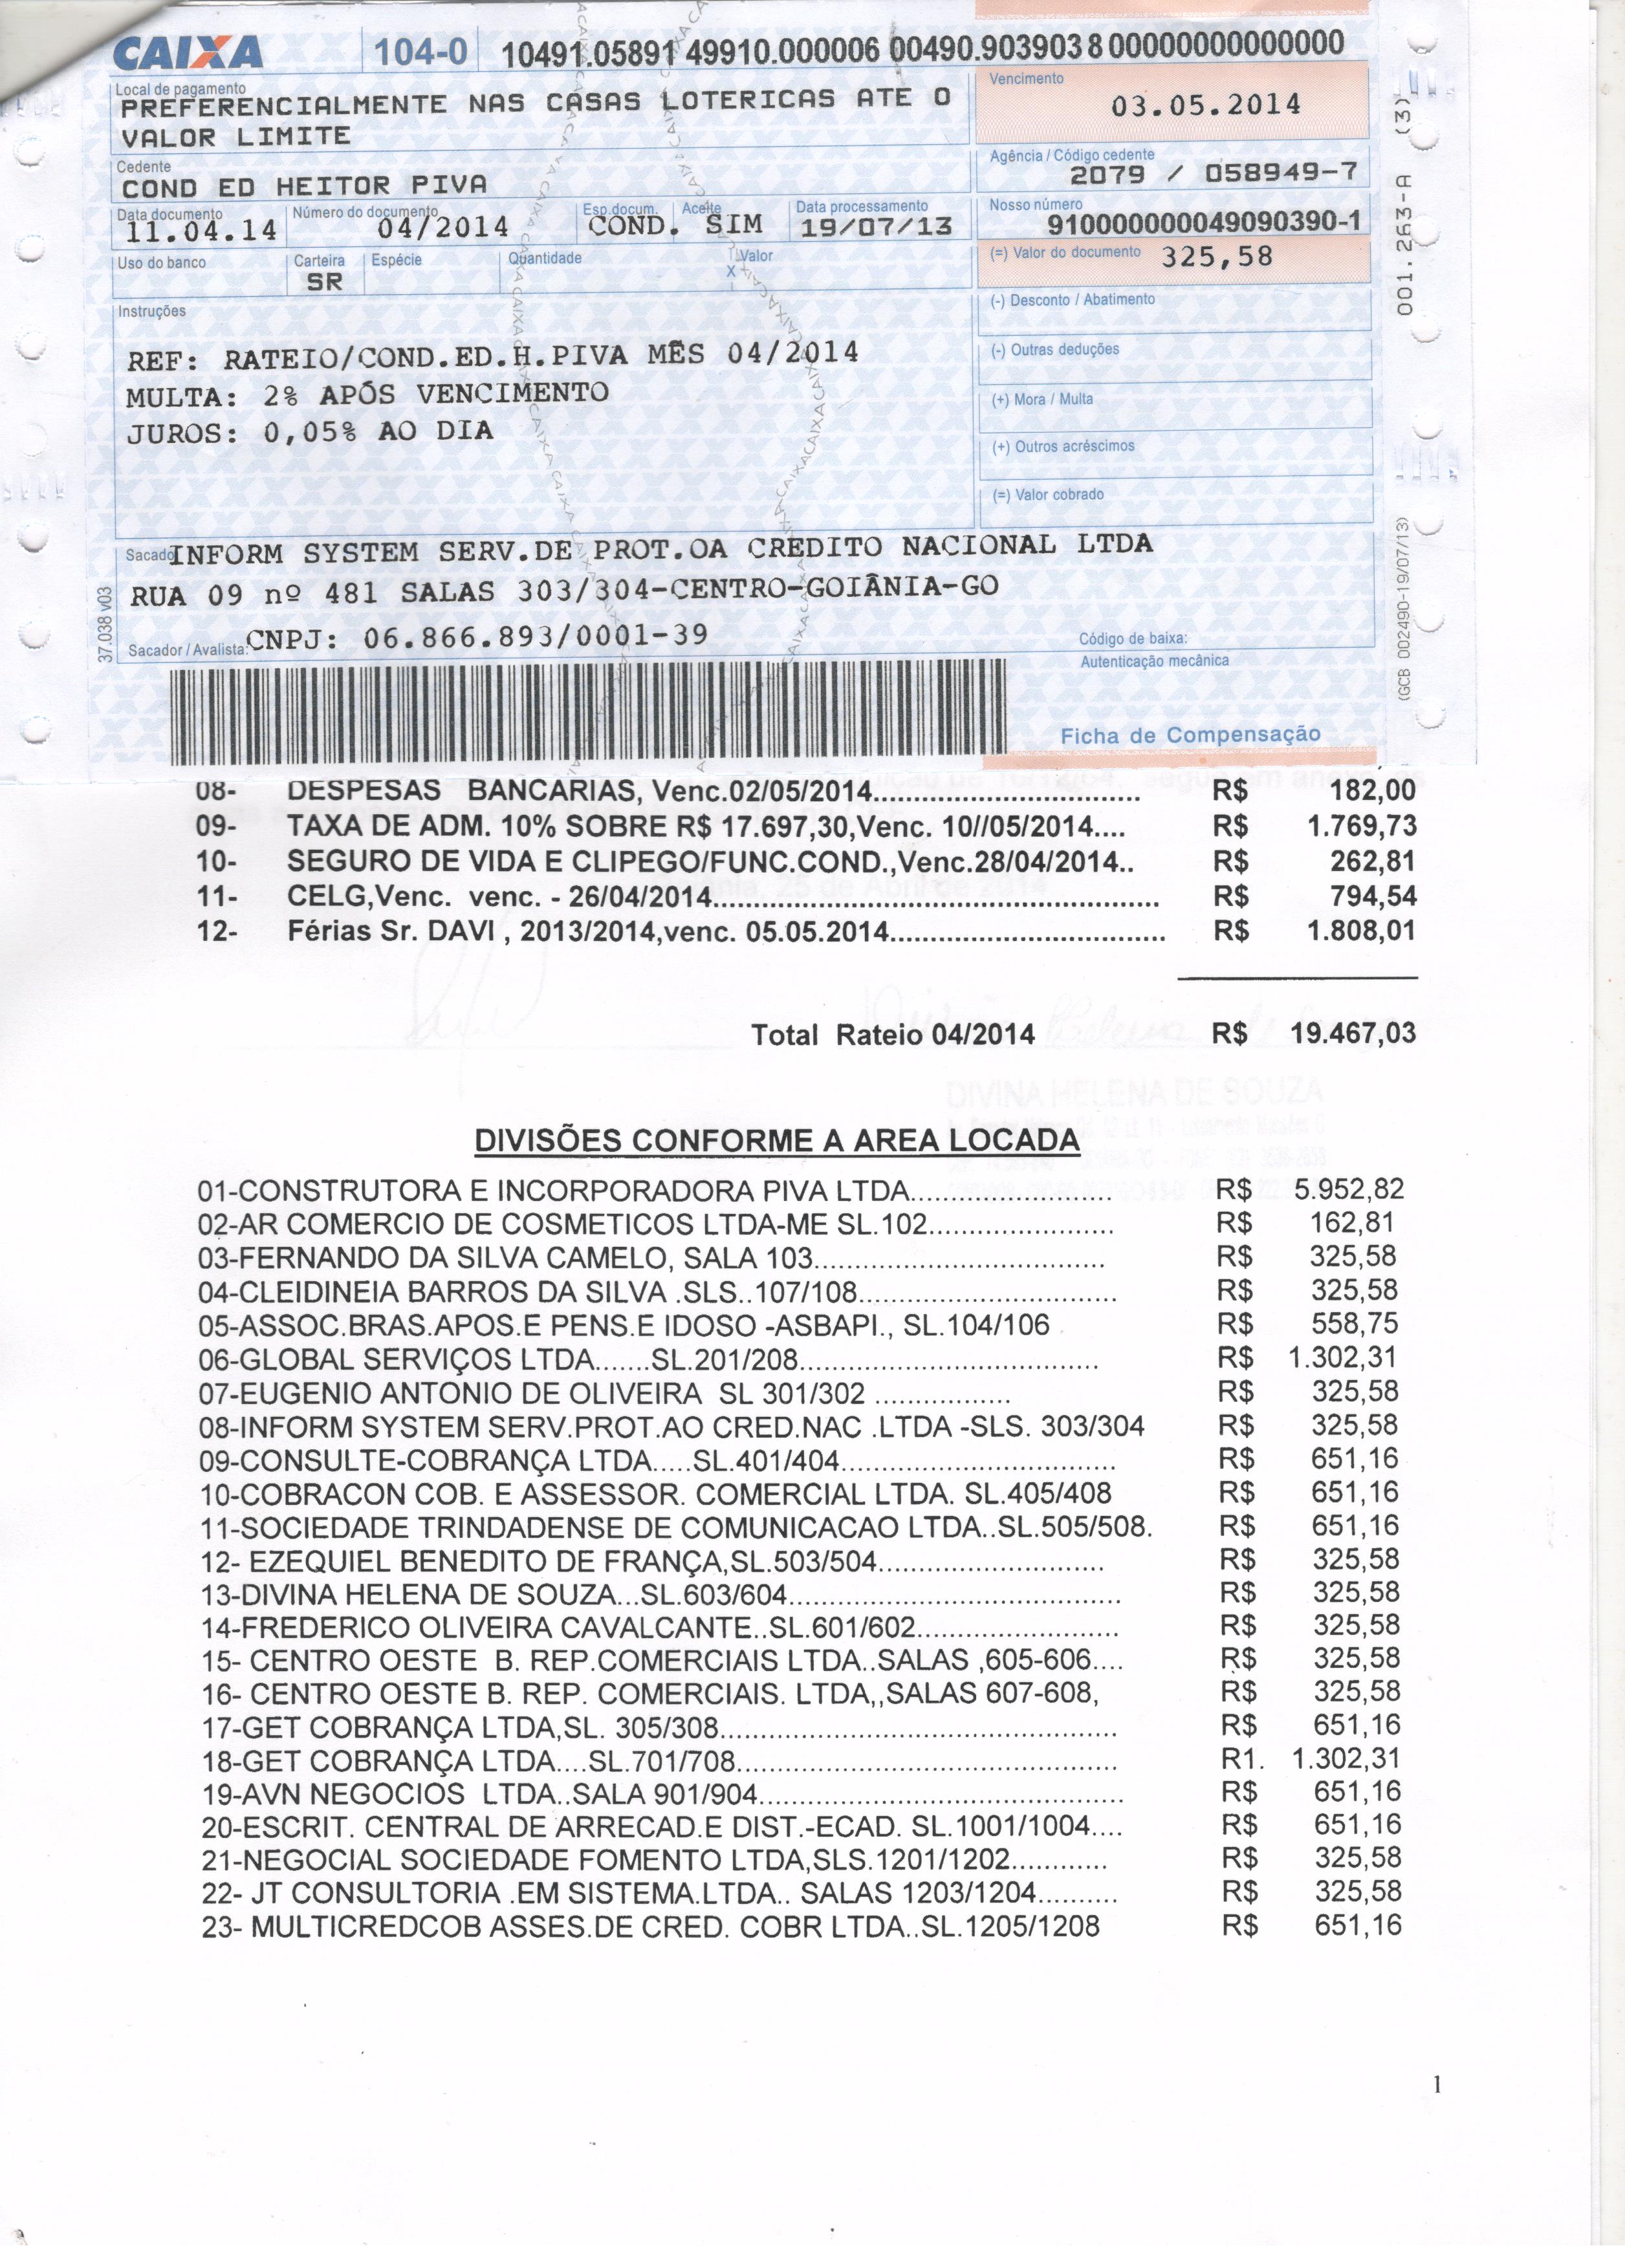 CAIXA 104-0 10491.05891 49910.000006 00490.903903 8 00000000000000
Local de pagamento
PREFERENCIALMENTE NAS CASAS LOTERICAS ATE O
VALOR LIMITE
Vencimento
03.05.2014
Cedente
COND ED HEITOR PIVA
Agência / Código cedente
2079 / 058949-7
Data documento
11.04.14
Número do documento
04/2014
Esp.docum.
COND.
Aceite
SIM
Data processamento
19/07/13
Nosso número
910000000049090390-1
Uso do banco
Carteira
SR
Espécie
Quantidade
Valor
X
(=) Valor do documento 325,58
Instruções
(-) Desconto / Abatimento
REF: RATEIO/COND.ED.H.PIVA MÊS 04/2014
(-) Outras deduções
MULTA: 2% APÓS VENCIMENTO
(+) Mora / Multa
JUROS: 0,05% AO DIA
(+) Outros acréscimos
(=) Valor cobrado
Sacado INFORM SYSTEM SERV.DE PROT.OA CREDITO NACIONAL LTDA
RUA 09 nº 481 SALAS 303/304-CENTRO-GOIÂNIA-GO
Sacador / Avalista: CNPJ: 06.866.893/0001-39
Código de baixa:
Autenticação mecânica
Ficha de Compensação
37.038 v03
001.263-A (3)
(GCB 002490-19/07/13)
08- DESPESAS BANCARIAS, Venc.02/05/2014.................................. R$ 182,00
09- TAXA DE ADM. 10% SOBRE R$ 17.697,30,Venc. 10//05/2014.... R$ 1.769,73
10- SEGURO DE VIDA E CLIPEGO/FUNC.COND.,Venc.28/04/2014.. R$ 262,81
11- CELG,Venc. venc. - 26/04/2014......................................................... R$ 794,54
12- Férias Sr. DAVI , 2013/2014,venc. 05.05.2014................................... R$ 1.808,01
Total Rateio 04/2014 R$ 19.467,03
DIVINA HELENA DE SOUZA
DIVISÕES CONFORME A AREA LOCADA
01-CONSTRUTORA E INCORPORADORA PIVA LTDA........................ R$ 5.952,82
02-AR COMERCIO DE COSMETICOS LTDA-ME SL.102...................... R$ 162,81
03-FERNANDO DA SILVA CAMELO, SALA 103................................... R$ 325,58
04-CLEIDINEIA BARROS DA SILVA .SLS..107/108............................... R$ 325,58
05-ASSOC.BRAS.APOS.E PENS.E IDOSO -ASBAPI., SL.104/106 R$ 558,75
06-GLOBAL SERVIÇOS LTDA.......SL.201/208.................................... R$ 1.302,31
07-EUGENIO ANTONIO DE OLIVEIRA SL 301/302 ................ R$ 325,58
08-INFORM SYSTEM SERV.PROT.AO CRED.NAC .LTDA -SLS. 303/304 R$ 325,58
09-CONSULTE-COBRANÇA LTDA.....SL.401/404................................. R$ 651,16
10-COBRACON COB. E ASSESSOR. COMERCIAL LTDA. SL.405/408 R$ 651,16
11-SOCIEDADE TRINDADENSE DE COMUNICACAO LTDA..SL.505/508. R$ 651,16
12- EZEQUIEL BENEDITO DE FRANÇA,SL.503/504........................... R$ 325,58
13-DIVINA HELENA DE SOUZA...SL.603/604........................................ R$ 325,58
14-FREDERICO OLIVEIRA CAVALCANTE..SL.601/602........................ R$ 325,58
15- CENTRO OESTE B. REP.COMERCIAIS LTDA..SALAS ,605-606.... R$ 325,58
16- CENTRO OESTE B. REP. COMERCIAIS. LTDA,,SALAS 607-608, R$ 325,58
17-GET COBRANÇA LTDA,SL. 305/308............................................... R$ 651,16
18-GET COBRANÇA LTDA....SL.701/708.............................................. R1. 1.302,31
19-AVN NEGOCIOS LTDA..SALA 901/904............................................ R$ 651,16
20-ESCRIT. CENTRAL DE ARRECAD.E DIST.-ECAD. SL.1001/1004.... R$ 651,16
21-NEGOCIAL SOCIEDADE FOMENTO LTDA,SLS.1201/1202............ R$ 325,58
22- JT CONSULTORIA .EM SISTEMA.LTDA.. SALAS 1203/1204.......... R$ 325,58
23- MULTICREDCOB ASSES.DE CRED. COBR LTDA..SL.1205/1208 R$ 651,16
1